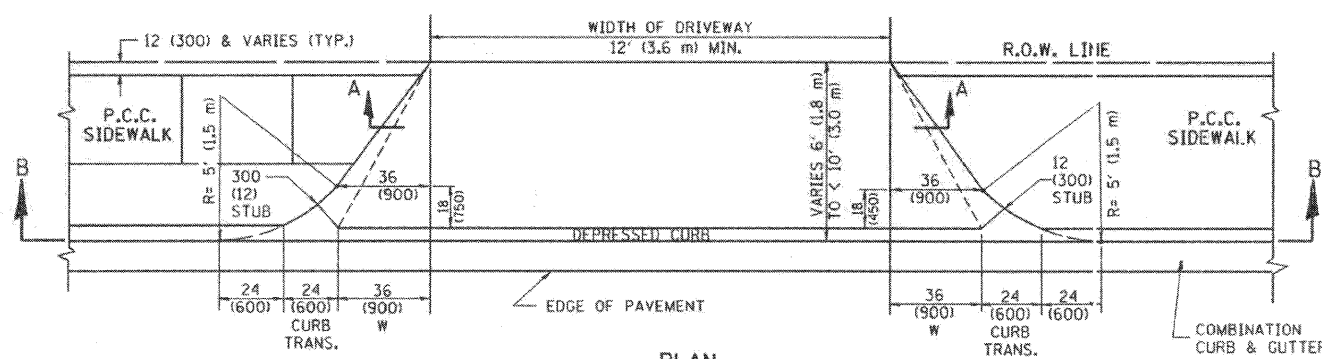 12 (300) & VARIES (TYP.)
WIDTH OF DRIVEWAY
12' (3.6 m) MIN.
R.O.W. LINE
P.C.C.
SIDEWALK
R= 5' (1.5 m)
A
36
(900)
18
(750)
300
(12)
STUB
B
VARIES 6' (1.8 m)
TO < 10' (3.0 m)
A
36
(900)
18
(450)
12
(300)
STUB
R= 5' (1.5 m)
P.C.C.
SIDEWALK
B
DEPRESSED CURB
24
(600)
24
(600)
CURB
TRANS.
36
(900)
W
EDGE OF PAVEMENT
36
(900)
W
24
(600)
CURB
TRANS.
24
(600)
COMBINATION
CURB & GUTTER
PLAN